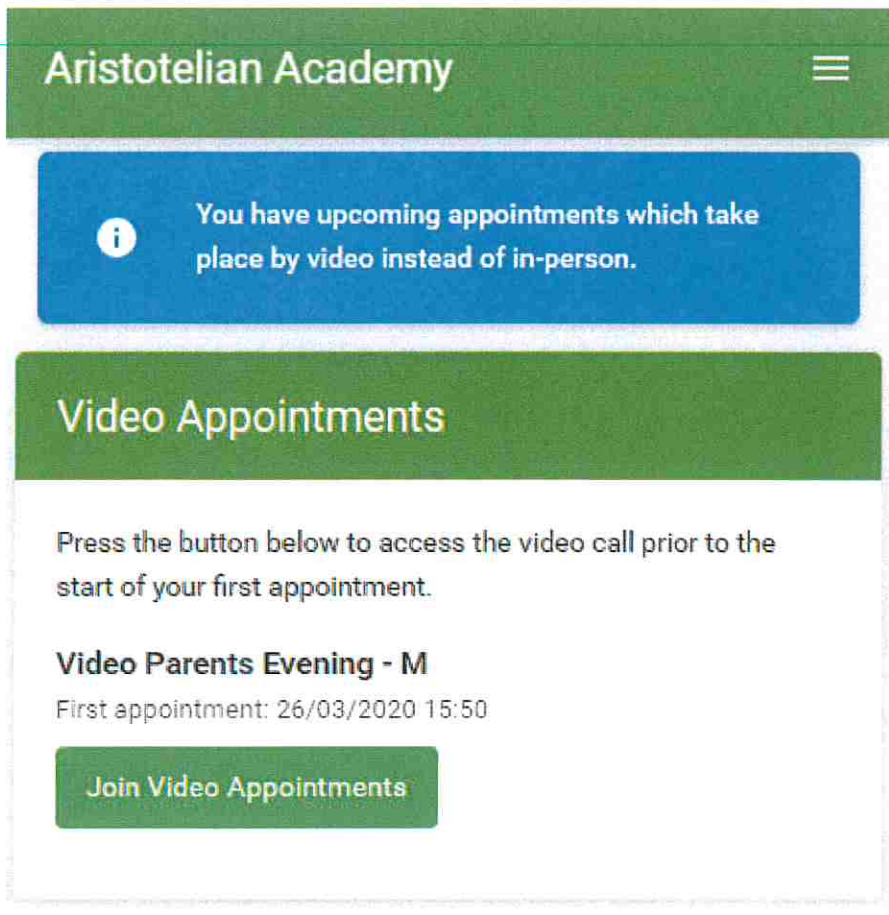 Aristotelian Academy
You have upcoming appointments which take
place by video instead of in-person.
Video Appointments
Press the button below to access the video call prior to the
start of your first appointment.
Video Parents Evening - M
First appointment: 26/03/2020 15:50
Join Video Appointments